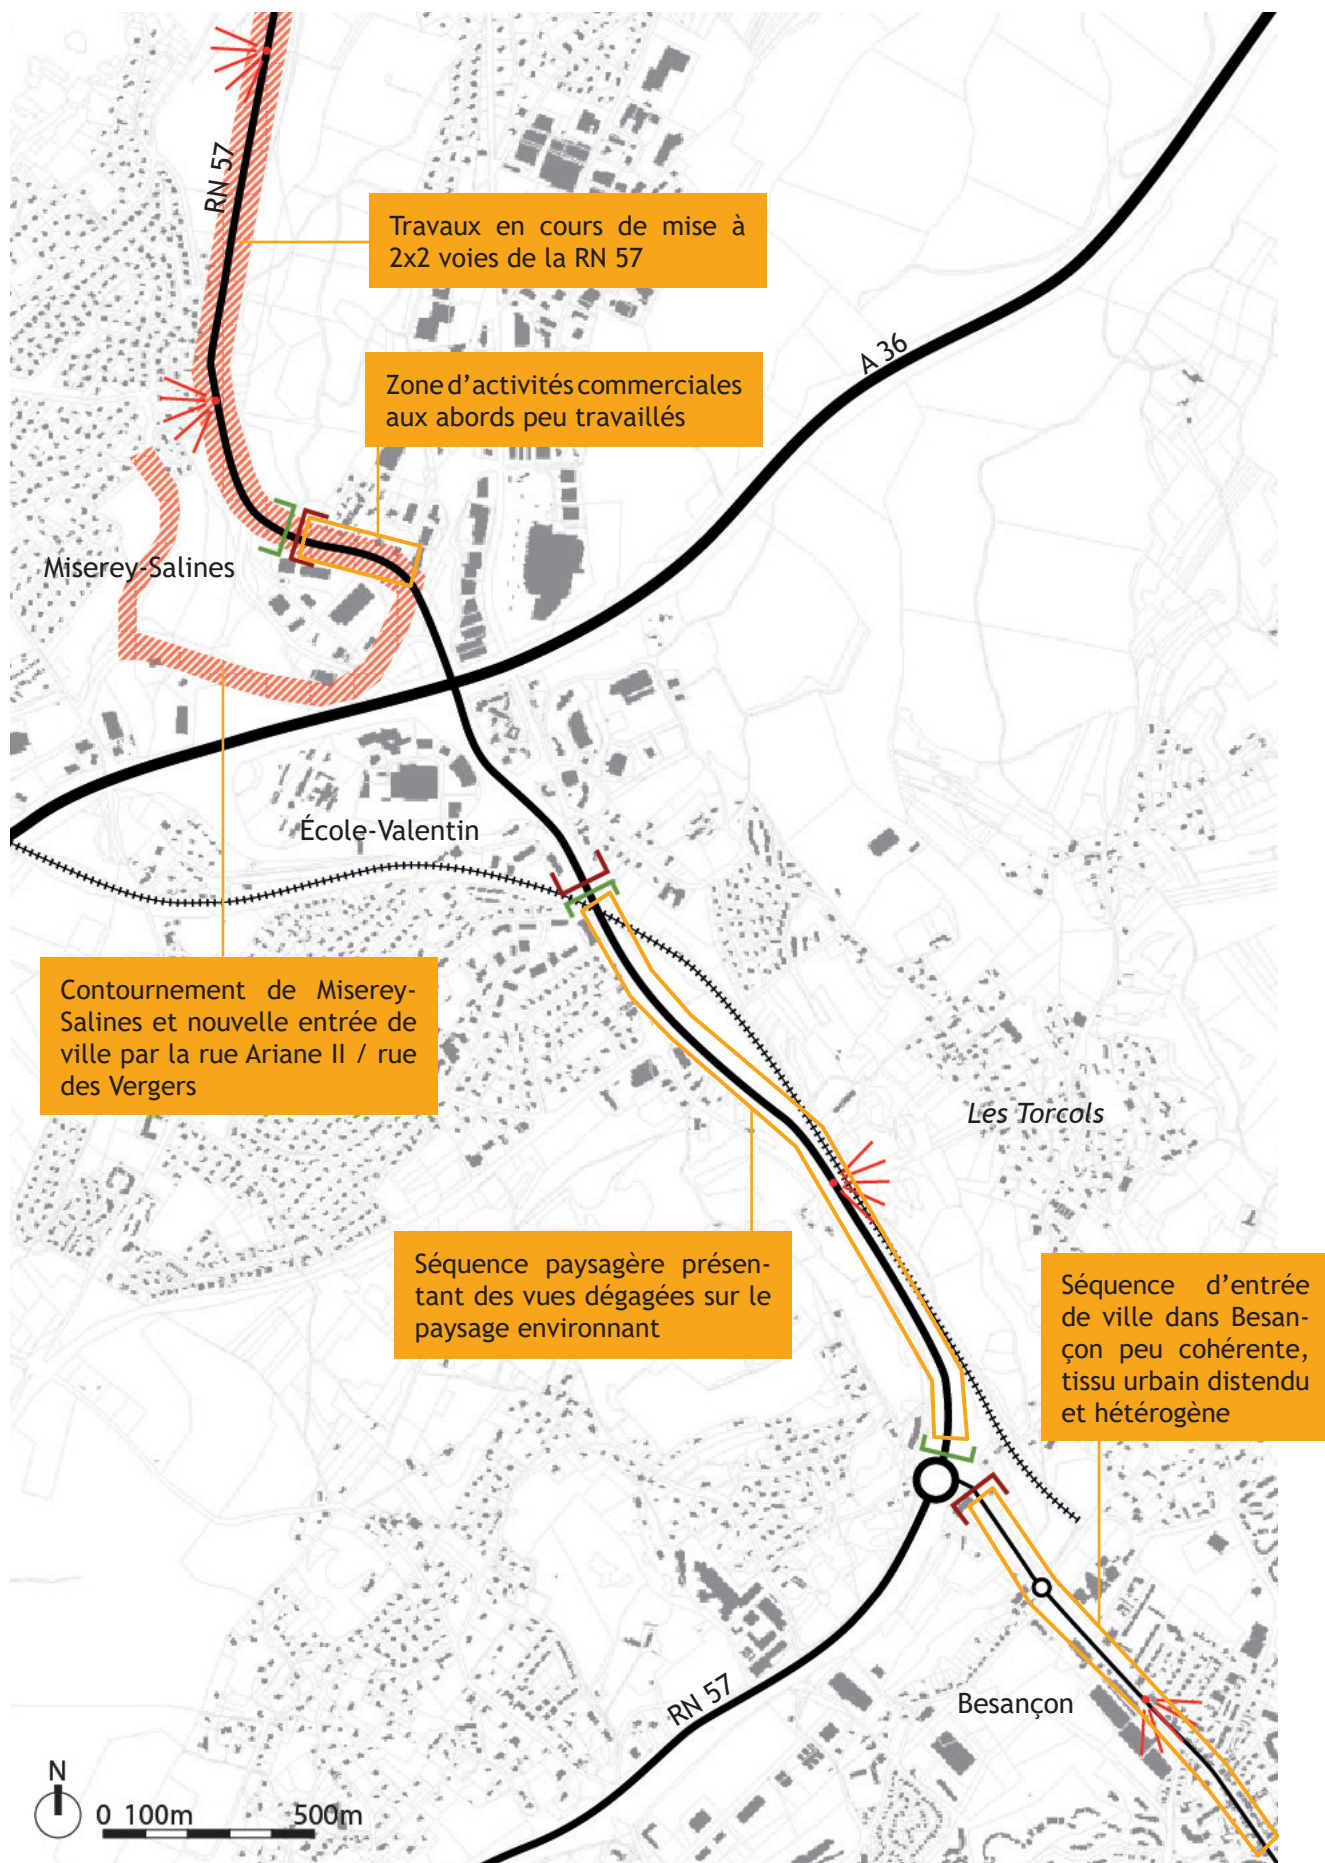 RN 57
Travaux en cours de mise à
2x2 voies de la RN 57
A 36
Zone d’activités commerciales
aux abords peu travaillés
Miserey-Salines
École-Valentin
Contournement de Miserey-
Salines et nouvelle entrée de
ville par la rue Ariane II / rue
des Vergers
Les Torcols
Séquence paysagère présen-
tant des vues dégagées sur le
paysage environnant
Séquence d’entrée
de ville dans Besan-
çon peu cohérente,
tissu urbain distendu
et hétérogène
RN 57
Besançon
N
0 100m 500m